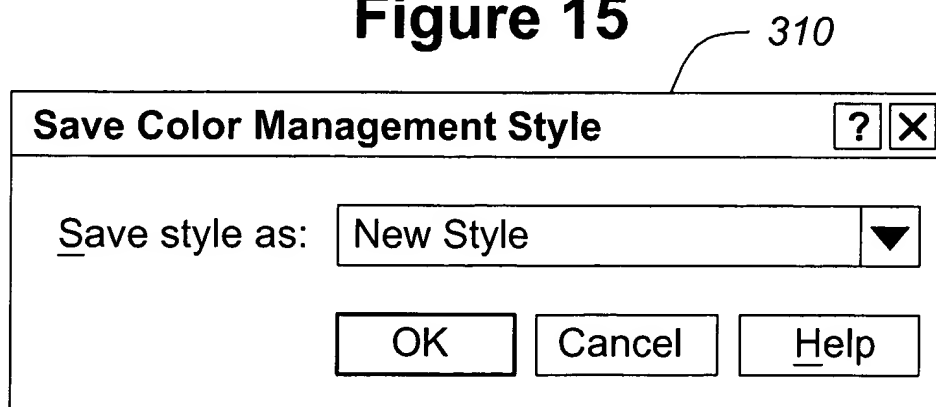 Figure 15
310
Save Color Management Style ? X
Save style as: New Style
OK Cancel Help